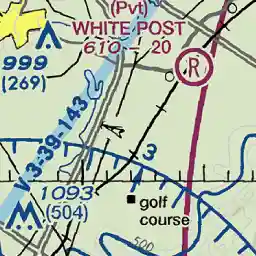 (Pvt)
WHITE POST
610 - 20
R
999
(269)
V 3-39-143
3
1093
(504)
golf
course
500